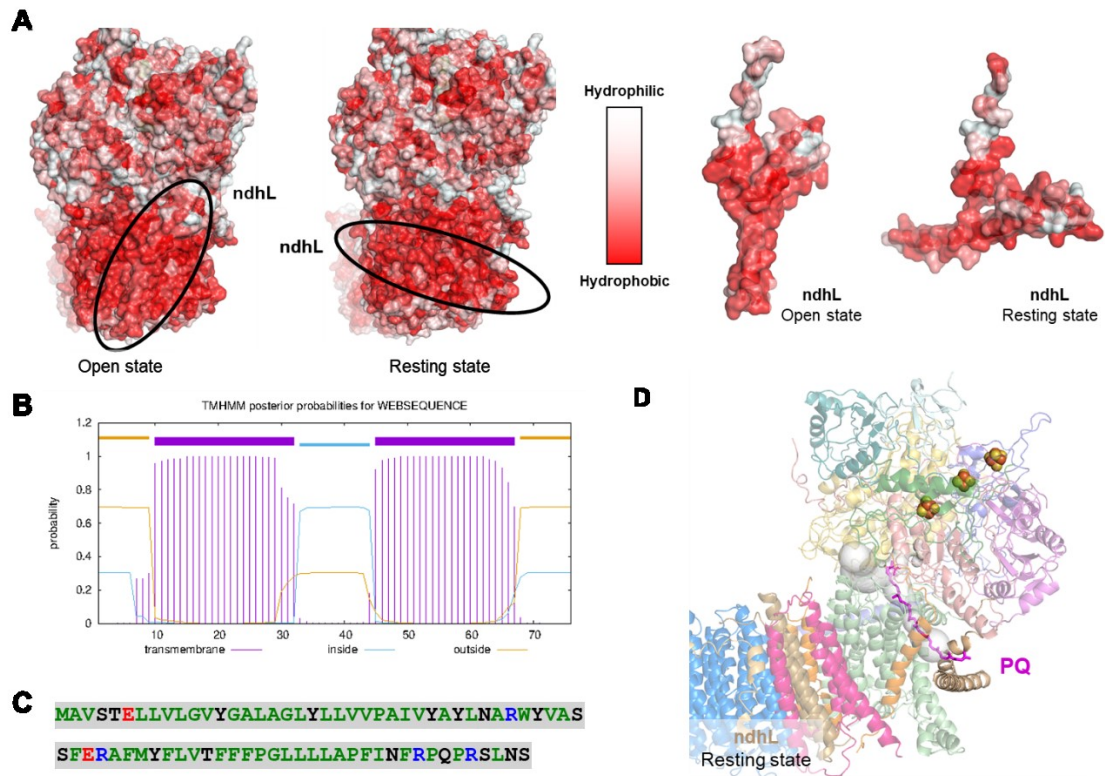 A
ndhL
Open state
ndhL
Resting state
Hydrophilic
Hydrophobic
ndhL
Open state
ndhL
Resting state
B
TMHMM posterior probabilities for WEBSEQUENCE
probability
1.2
1
0.8
0.6
0.4
0.2
0
10
20
30
40
50
60
70
transmembrane
inside
outside
C
MAVSTELLVLGVYGALAGLYLLVVPAIVYAYLNARWYVAS
SFERAFMYFLVTFFFPGLLLLAPFINFRPQPRSLNS
D
PQ
ndhL
Resting state